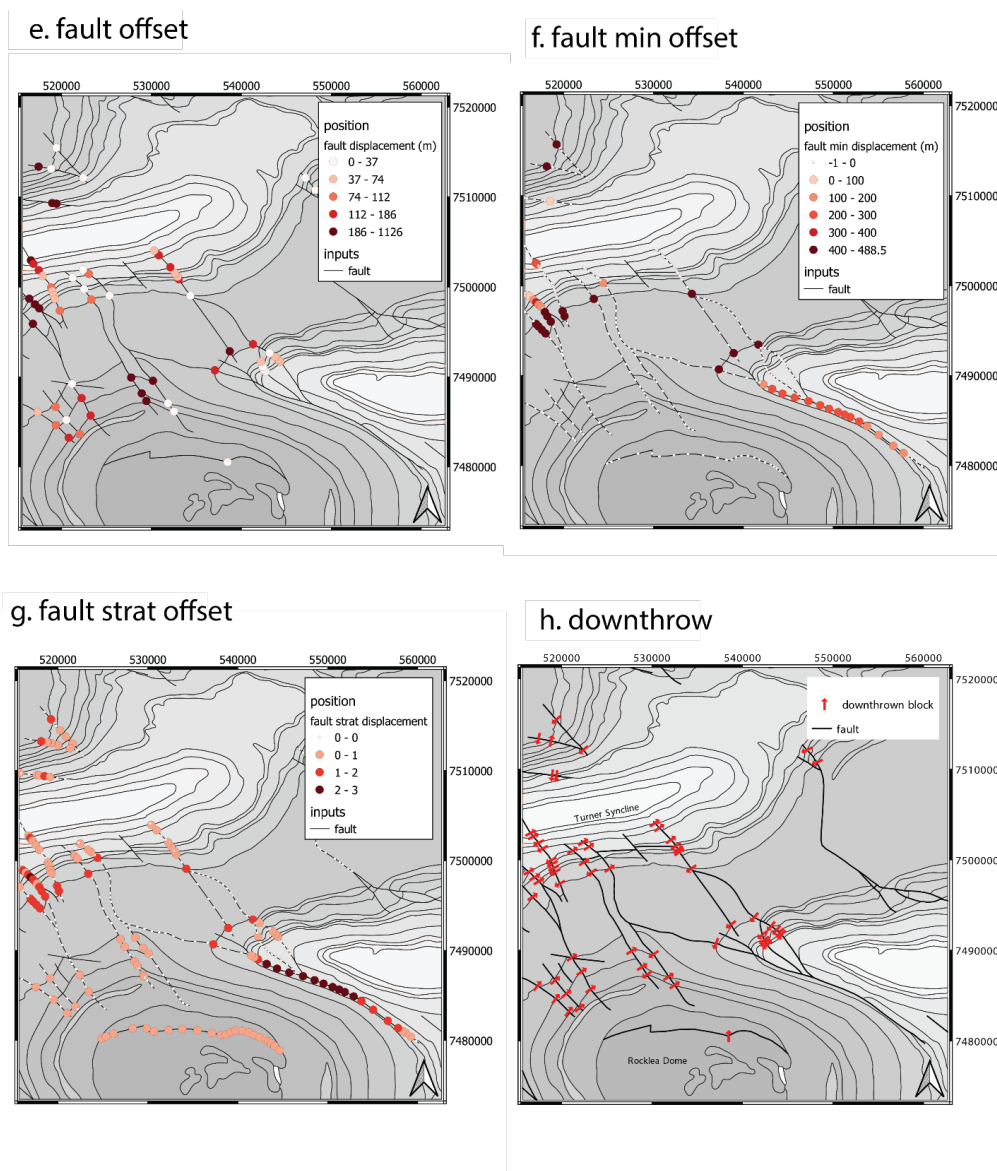 e. fault offset
520000 530000 540000 550000 560000
7520000
7510000
7500000
7490000
7480000
position
fault displacement (m)
0 - 37
37 - 74
74 - 112
112 - 186
186 - 1126
inputs
fault
f. fault min offset
520000 530000 540000 550000 560000
7520000
7510000
7500000
7490000
7480000
position
fault min displacement (m)
-1 - 0
0 - 100
100 - 200
200 - 300
300 - 400
400 - 488.5
inputs
fault
g. fault strat offset
520000 530000 540000 550000 560000
7520000
7510000
7500000
7490000
7480000
position
fault strat displacement
0 - 0
0 - 1
1 - 2
2 - 3
inputs
fault
h. downthrow
520000 530000 540000 550000 560000
7520000
7510000
7500000
7490000
7480000
downthrown block
fault
Turner Syncline
Rocklea Dome